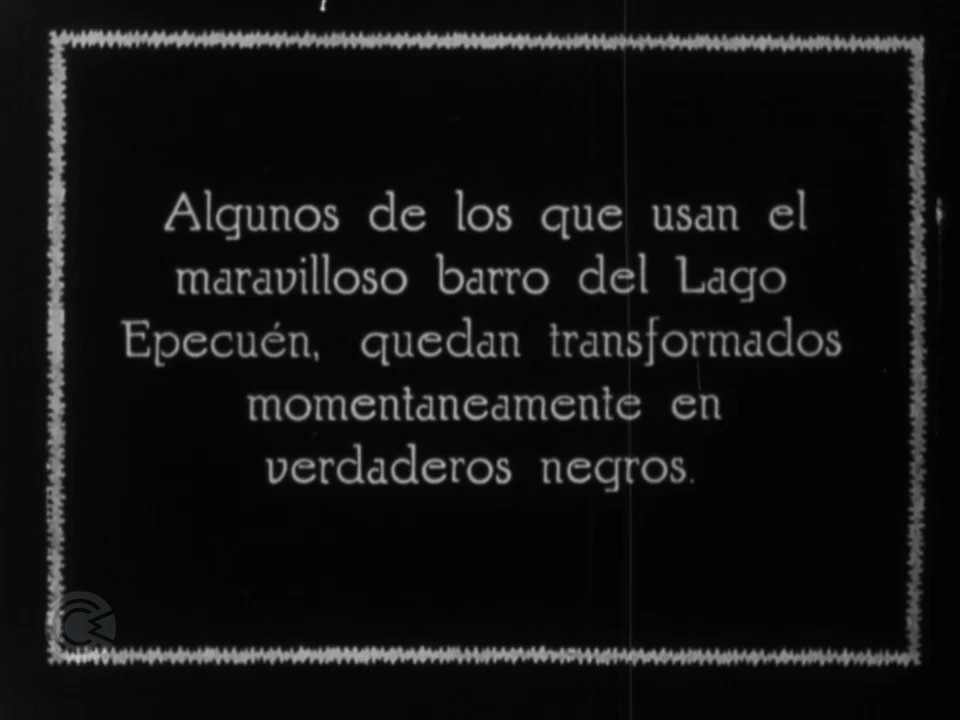 Algunos de los que usan el
maravilloso barro del Lago
Epecuén, quedan transformados
momentaneamente en
verdaderos negros.